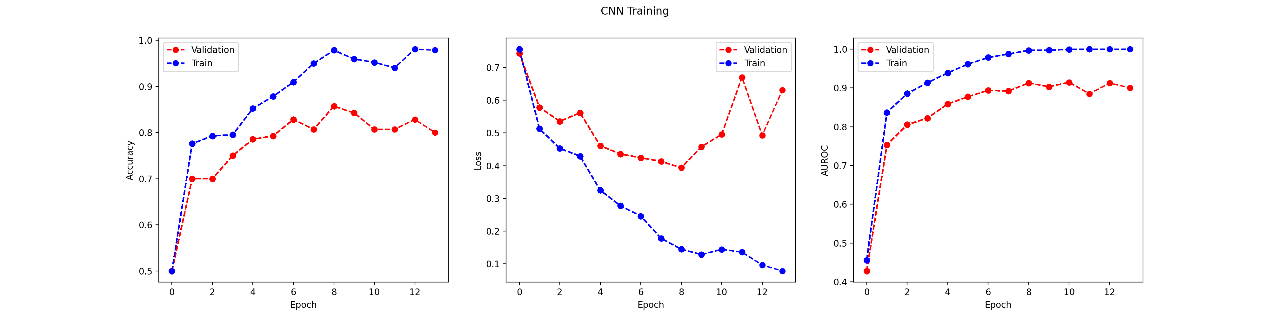 CNN Training
Accuracy
1.0
0.9
0.8
0.7
0.6
0.5
Validation
Train
0 2 4 6 8 10 12
Epoch
Loss
0.7
0.6
0.5
0.4
0.3
0.2
0.1
Validation
Train
0 2 4 6 8 10 12
Epoch
AUROC
1.0
0.9
0.8
0.7
0.6
0.5
0.4
Validation
Train
0 2 4 6 8 10 12
Epoch